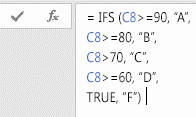 fx
= IFS (C8>=90, “A”,
C8>=80, “B”,
C8>70, “C”,
C8>=60, “D”,
TRUE, “F”)